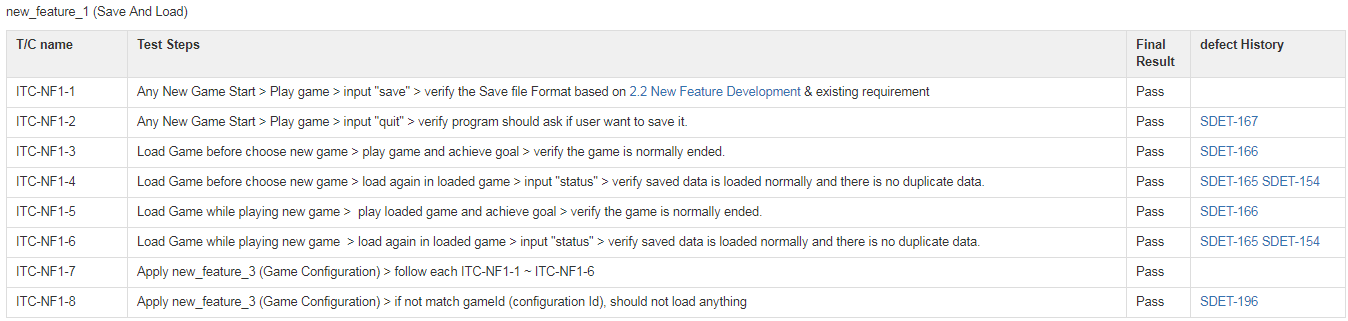 new_feature_1 (Save And Load)
T/C name Test Steps Final Result defect History
ITC-NF1-1 Any New Game Start > Play game > input "save" > verify the Save file Format based on 2.2 New Feature Development & existing requirement Pass
ITC-NF1-2 Any New Game Start > Play game > input "quit" > verify program should ask if user want to save it. Pass SDET-167
ITC-NF1-3 Load Game before choose new game > play game and achieve goal > verify the game is normally ended. Pass SDET-166
ITC-NF1-4 Load Game before choose new game > load again in loaded game > input "status" > verify saved data is loaded normally and there is no duplicate data. Pass SDET-165 SDET-154
ITC-NF1-5 Load Game while playing new game > play loaded game and achieve goal > verify the game is normally ended. Pass SDET-166
ITC-NF1-6 Load Game while playing new game > load again in loaded game > input "status" > verify saved data is loaded normally and there is no duplicate data. Pass SDET-165 SDET-154
ITC-NF1-7 Apply new_feature_3 (Game Configuration) > follow each ITC-NF1-1 ~ ITC-NF1-6 Pass
ITC-NF1-8 Apply new_feature_3 (Game Configuration) > if not match gameId (configuration Id), should not load anything Pass SDET-196